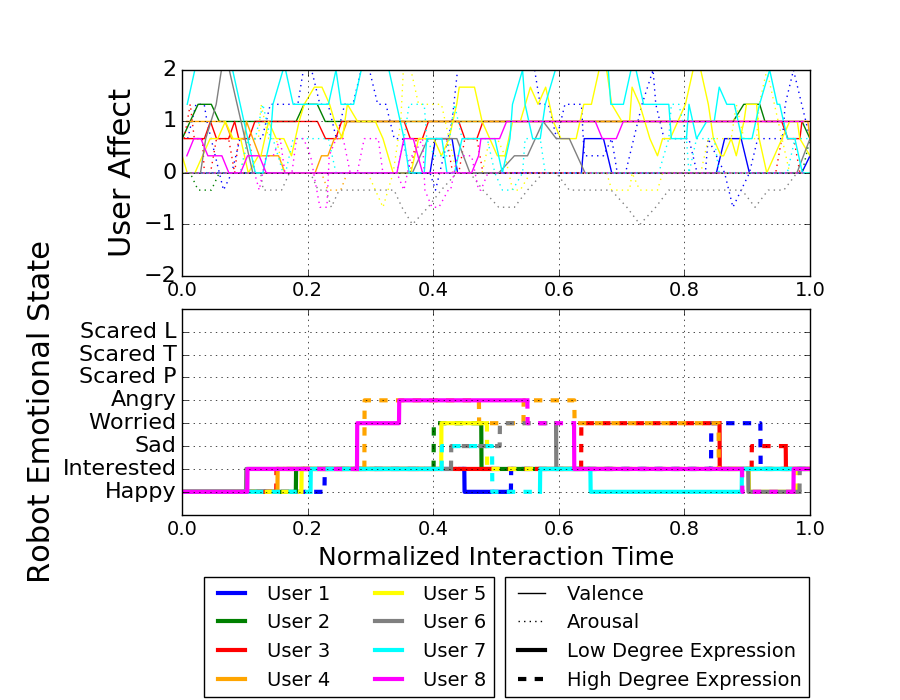 User Affect
2
1
0
−1
−2
0.0 0.2 0.4 0.6 0.8 1.0
Robot Emotional State
Scared L
Scared T
Scared P
Angry
Worried
Sad
Interested
Happy
0.0 0.2 0.4 0.6 0.8 1.0
Normalized Interaction Time
User 1 User 5 Valence
User 2 User 6 Arousal
User 3 User 7 Low Degree Expression
User 4 User 8 High Degree Expression